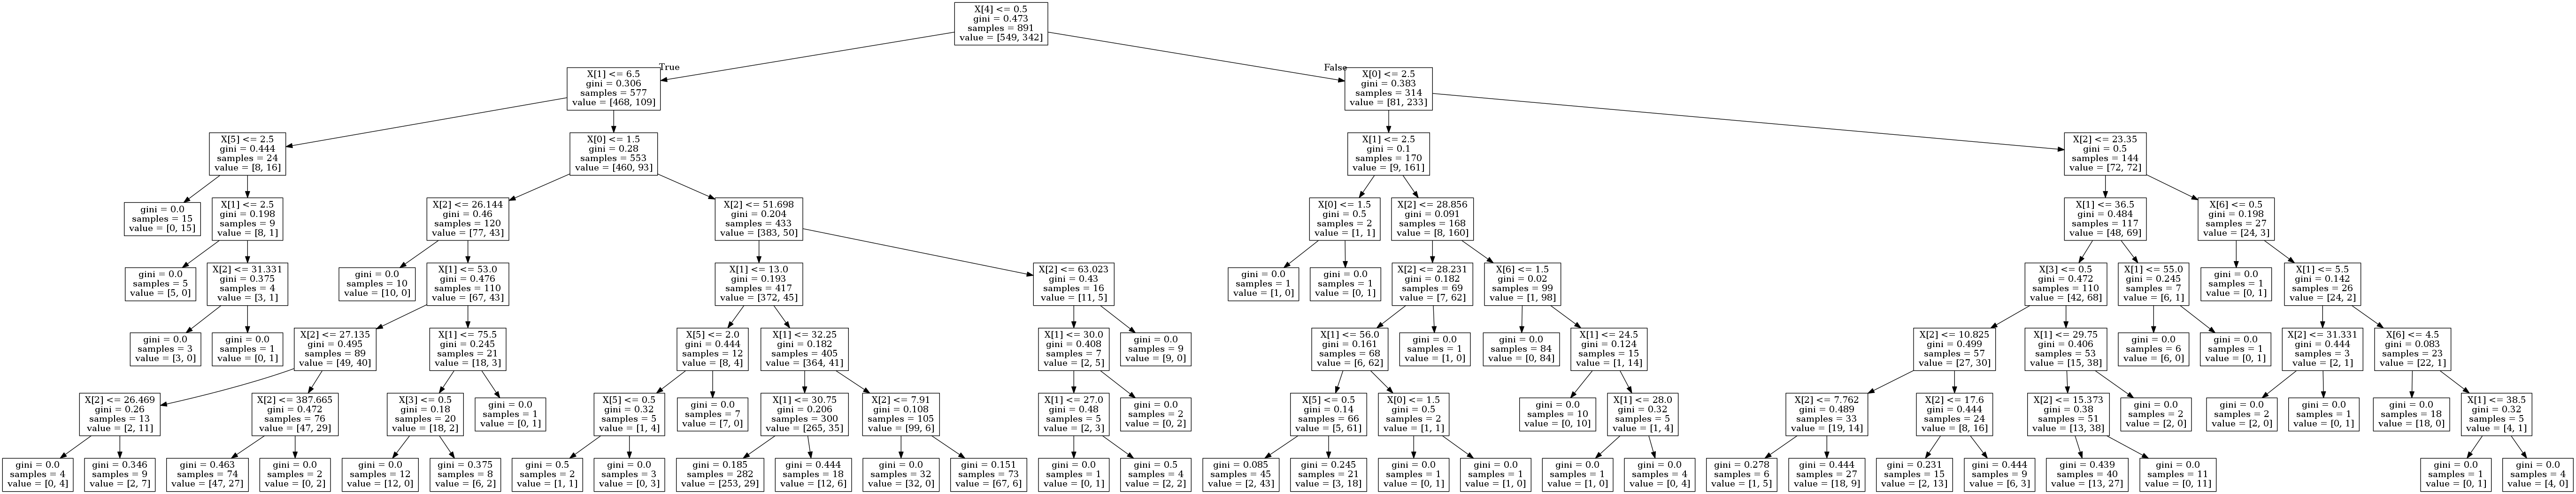 X[4] <= 0.5
gini = 0.473
samples = 891
value = [549, 342]
True
False
X[1] <= 6.5
gini = 0.306
samples = 577
value = [468, 109]
X[0] <= 2.5
gini = 0.383
samples = 314
value = [81, 233]
X[5] <= 2.5
gini = 0.444
samples = 24
value = [8, 16]
X[0] <= 1.5
gini = 0.28
samples = 553
value = [460, 93]
X[1] <= 2.5
gini = 0.1
samples = 170
value = [9, 161]
X[2] <= 23.35
gini = 0.5
samples = 144
value = [72, 72]
gini = 0.0
samples = 15
value = [0, 15]
X[1] <= 2.5
gini = 0.198
samples = 9
value = [8, 1]
X[2] <= 26.144
gini = 0.46
samples = 120
value = [77, 43]
X[2] <= 51.698
gini = 0.204
samples = 433
value = [383, 50]
X[0] <= 1.5
gini = 0.5
samples = 2
value = [1, 1]
X[2] <= 28.856
gini = 0.091
samples = 168
value = [8, 160]
X[1] <= 36.5
gini = 0.484
samples = 117
value = [48, 69]
X[6] <= 0.5
gini = 0.198
samples = 27
value = [24, 3]
gini = 0.0
samples = 5
value = [5, 0]
X[2] <= 31.331
gini = 0.375
samples = 4
value = [3, 1]
gini = 0.0
samples = 10
value = [10, 0]
X[1] <= 53.0
gini = 0.476
samples = 110
value = [67, 43]
X[1] <= 13.0
gini = 0.193
samples = 417
value = [372, 45]
X[2] <= 63.023
gini = 0.43
samples = 16
value = [11, 5]
gini = 0.0
samples = 1
value = [1, 0]
gini = 0.0
samples = 1
value = [0, 1]
X[2] <= 28.231
gini = 0.182
samples = 69
value = [7, 62]
X[6] <= 1.5
gini = 0.02
samples = 99
value = [1, 98]
X[3] <= 0.5
gini = 0.472
samples = 110
value = [42, 68]
X[1] <= 55.0
gini = 0.245
samples = 7
value = [6, 1]
gini = 0.0
samples = 1
value = [0, 1]
X[1] <= 5.5
gini = 0.142
samples = 26
value = [24, 2]
gini = 0.0
samples = 3
value = [3, 0]
gini = 0.0
samples = 1
value = [0, 1]
X[2] <= 27.135
gini = 0.495
samples = 89
value = [49, 40]
X[1] <= 75.5
gini = 0.245
samples = 21
value = [18, 3]
X[5] <= 2.0
gini = 0.444
samples = 12
value = [8, 4]
X[1] <= 32.25
gini = 0.182
samples = 405
value = [364, 41]
X[1] <= 30.0
gini = 0.408
samples = 7
value = [2, 5]
gini = 0.0
samples = 9
value = [9, 0]
X[1] <= 56.0
gini = 0.161
samples = 68
value = [6, 62]
gini = 0.0
samples = 1
value = [1, 0]
gini = 0.0
samples = 84
value = [0, 84]
X[1] <= 24.5
gini = 0.124
samples = 15
value = [1, 14]
X[2] <= 10.825
gini = 0.499
samples = 57
value = [27, 30]
X[1] <= 29.75
gini = 0.406
samples = 53
value = [15, 38]
gini = 0.0
samples = 6
value = [6, 0]
gini = 0.0
samples = 1
value = [0, 1]
X[2] <= 31.331
gini = 0.444
samples = 3
value = [2, 1]
X[6] <= 4.5
gini = 0.083
samples = 23
value = [22, 1]
X[2] <= 26.469
gini = 0.26
samples = 13
value = [2, 11]
X[2] <= 387.665
gini = 0.472
samples = 76
value = [47, 29]
X[3] <= 0.5
gini = 0.18
samples = 20
value = [18, 2]
gini = 0.0
samples = 1
value = [0, 1]
X[5] <= 0.5
gini = 0.32
samples = 5
value = [1, 4]
gini = 0.0
samples = 7
value = [7, 0]
X[1] <= 30.75
gini = 0.206
samples = 300
value = [265, 35]
X[2] <= 7.91
gini = 0.108
samples = 105
value = [99, 6]
X[1] <= 27.0
gini = 0.48
samples = 5
value = [2, 3]
gini = 0.0
samples = 2
value = [0, 2]
X[5] <= 0.5
gini = 0.14
samples = 66
value = [5, 61]
X[0] <= 1.5
gini = 0.5
samples = 2
value = [1, 1]
gini = 0.0
samples = 10
value = [0, 10]
X[1] <= 28.0
gini = 0.32
samples = 5
value = [1, 4]
X[2] <= 7.762
gini = 0.489
samples = 33
value = [19, 14]
X[2] <= 17.6
gini = 0.444
samples = 24
value = [8, 16]
X[2] <= 15.373
gini = 0.38
samples = 51
value = [13, 38]
gini = 0.0
samples = 2
value = [2, 0]
gini = 0.0
samples = 2
value = [2, 0]
gini = 0.0
samples = 1
value = [0, 1]
gini = 0.0
samples = 18
value = [18, 0]
X[1] <= 38.5
gini = 0.32
samples = 5
value = [4, 1]
gini = 0.0
samples = 4
value = [0, 4]
gini = 0.346
samples = 9
value = [2, 7]
gini = 0.463
samples = 74
value = [47, 27]
gini = 0.0
samples = 2
value = [0, 2]
gini = 0.0
samples = 12
value = [12, 0]
gini = 0.375
samples = 8
value = [6, 2]
gini = 0.5
samples = 2
value = [1, 1]
gini = 0.0
samples = 3
value = [0, 3]
gini = 0.185
samples = 282
value = [253, 29]
gini = 0.444
samples = 18
value = [12, 6]
gini = 0.0
samples = 32
value = [32, 0]
gini = 0.151
samples = 73
value = [67, 6]
gini = 0.0
samples = 1
value = [0, 1]
gini = 0.5
samples = 4
value = [2, 2]
gini = 0.085
samples = 45
value = [2, 43]
gini = 0.245
samples = 21
value = [3, 18]
gini = 0.0
samples = 1
value = [0, 1]
gini = 0.0
samples = 1
value = [1, 0]
gini = 0.0
samples = 1
value = [1, 0]
gini = 0.0
samples = 4
value = [0, 4]
gini = 0.278
samples = 6
value = [1, 5]
gini = 0.444
samples = 27
value = [18, 9]
gini = 0.231
samples = 15
value = [2, 13]
gini = 0.444
samples = 9
value = [6, 3]
gini = 0.439
samples = 40
value = [13, 27]
gini = 0.0
samples = 11
value = [0, 11]
gini = 0.0
samples = 1
value = [0, 1]
gini = 0.0
samples = 4
value = [4, 0]